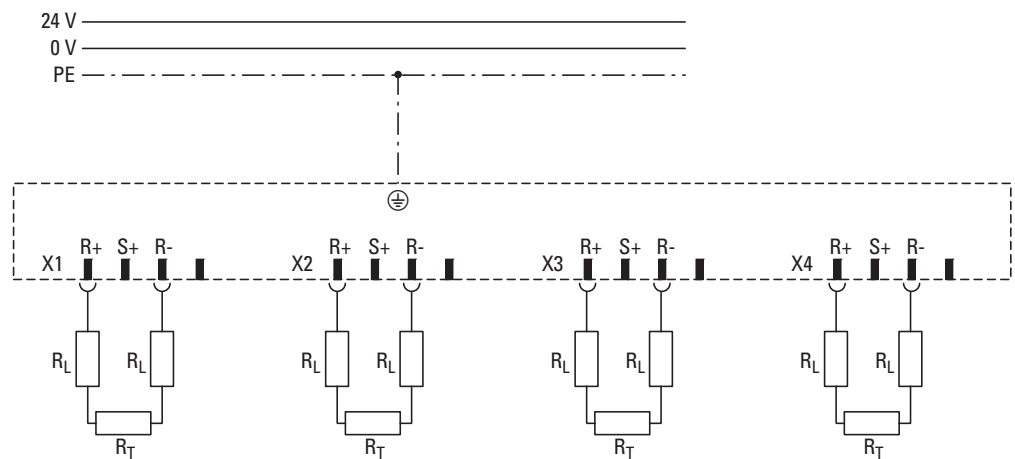 24 V
0 V
PE
R+ S+ R- R+ S+ R- R+ S+ R- R+ S+ R-
X1 X2 X3 X4
RL RL RL RL RL RL RL RL
RT RT RT RT